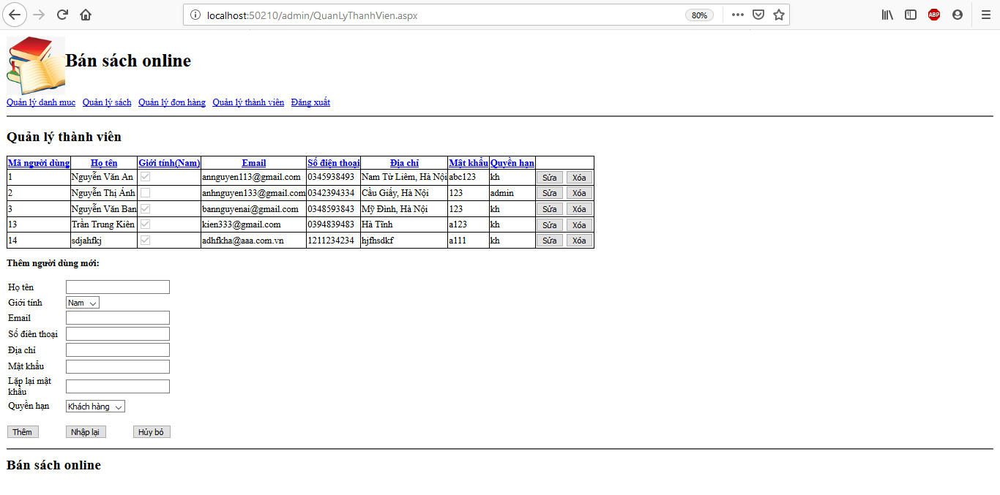 localhost:50210/admin/QuanLyThanhVien.aspx 80% ABP
Bán sách online
Quản lý danh mục Quản lý sách Quản lý đơn hàng Quản lý thành viên Đăng xuất
Quản lý thành viên
Mã người dùng Họ tên Giới tính(Nam) Email Số điện thoại Địa chỉ Mật khẩu Quyền hạn
1 Nguyễn Văn An annguyen113@gmail.com 0345938493 Nam Từ Liêm, Hà Nội abc123 kh Sửa Xóa
2 Nguyễn Thị Ánh anhnguyen133@gmail.com 0342394334 Cầu Giấy, Hà Nội 123 admin Sửa Xóa
3 Nguyễn Văn Ban bannguyenai@gmail.com 0348593843 Mỹ Đình, Hà Nội 123 kh Sửa Xóa
13 Trần Trung Kiên kien333@gmail.com 0394839483 Hà Tĩnh a123 kh Sửa Xóa
14 sdjahfkj adhfkha@aaa.com.vn 1211234234 hjfhsdkf a111 kh Sửa Xóa
Thêm người dùng mới:
Họ tên
Giới tính Nam
Email
Số điên thoại
Địa chỉ
Mật khẩu
Lặp lại mật
khẩu
Quyền hạn Khách hàng
Thêm Nhập lại Hủy bỏ
Bán sách online